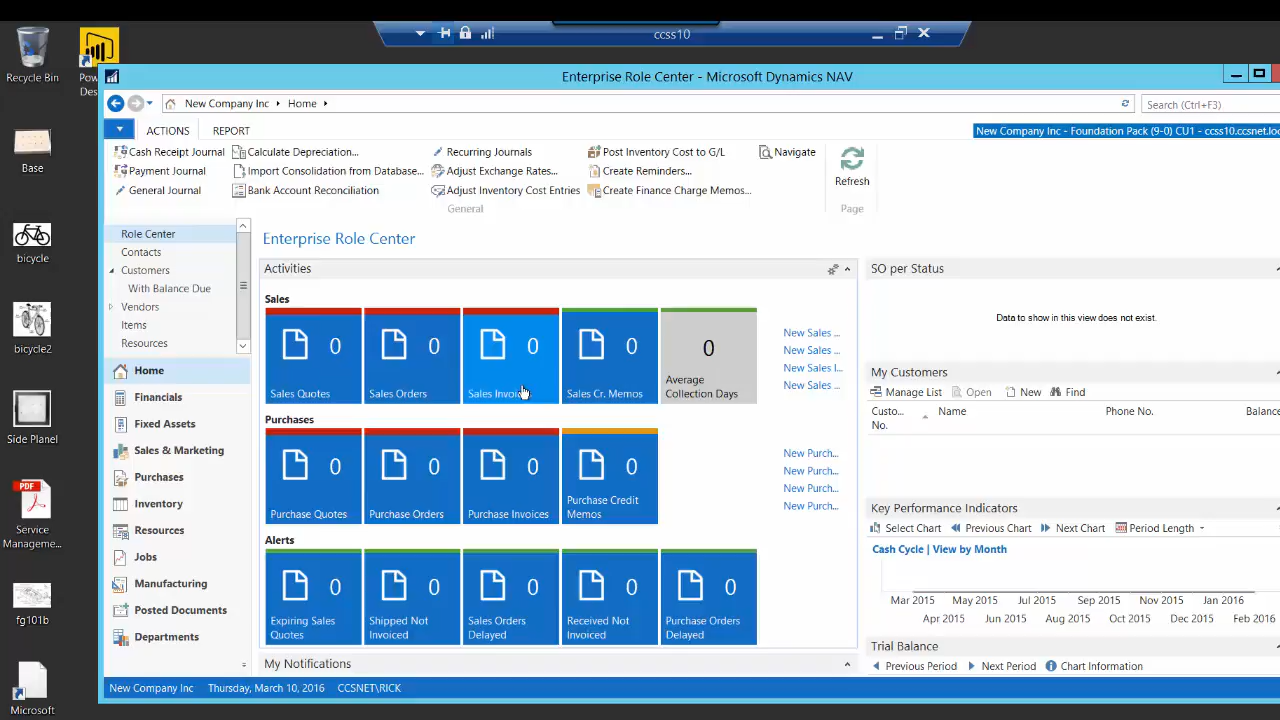 ccss10
Recycle Bin
Pow
Des
Base
bicycle
bicycle2
Side Panel
PDF
Service
Manageme...
fg101b
Microsoft
Enterprise Role Center - Microsoft Dynamics NAV
New Company Inc
Home
Search (Ctrl+F3)
ACTIONS
REPORT
New Company Inc - Foundation Pack (9-0) CU1 - ccss10.ccsnet.loc
Cash Receipt Journal
Calculate Depreciation...
Recurring Journals
Post Inventory Cost to G/L
Navigate
Payment Journal
Import Consolidation from Database...
Adjust Exchange Rates...
Create Reminders...
General Journal
Bank Account Reconciliation
Adjust Inventory Cost Entries
Create Finance Charge Memos...
Refresh
General
Page
Role Center
Contacts
Customers
With Balance Due
Vendors
Items
Resources
Home
Financials
Fixed Assets
Sales & Marketing
Purchases
Inventory
Resources
Jobs
Manufacturing
Posted Documents
Departments
Enterprise Role Center
Activities
Sales
0
Sales Quotes
0
Sales Orders
0
Sales Invoi
0
Sales Cr. Memos
0
Average
Collection Days
New Sales ...
New Sales ...
New Sales I...
New Sales ...
Purchases
0
Purchase Quotes
0
Purchase Orders
0
Purchase Invoices
0
Purchase Credit
Memos
New Purch...
New Purch...
New Purch...
New Purch...
Alerts
0
Expiring Sales
Quotes
0
Shipped Not
Invoiced
0
Sales Orders
Delayed
0
Received Not
Invoiced
0
Purchase Orders
Delayed
My Notifications
SO per Status
Data to show in this view does not exist.
My Customers
Manage List
Open
New
Find
Custo...
No.
Name
Phone No.
Balanc
Key Performance Indicators
Select Chart
Previous Chart
Next Chart
Period Length
Cash Cycle | View by Month
Mar 2015
May 2015
Jul 2015
Sep 2015
Nov 2015
Jan 2016
Apr 2015
Jun 2015
Aug 2015
Oct 2015
Dec 2015
Feb 2016
Trial Balance
Previous Period
Next Period
Chart Information
New Company Inc
Thursday, March 10, 2016
CCSNET\RICK